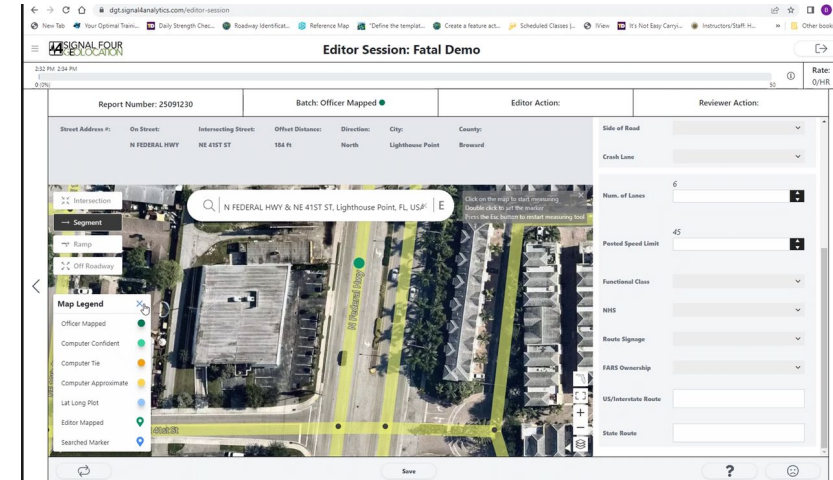 dgt.signal4analytics.com/editor-session
New Tab Your Optimal Traini... Daily Strength Chec... Roadway Identificat... Reference Map "Define the templat... Create a feature act... Scheduled Classes |... IView It's Not Easy Carryi... Instructors/Staff: H... » Other book
SIGNAL FOUR
GEOLOCATION
Editor Session: Fatal Demo
2:32 PM 2:34 PM
0 (0%)
50
Rate:
0/HR
Report Number: 25091230
Batch: Officer Mapped
Editor Action:
Reviewer Action:
Street Address #: On Street: Intersecting Street: Offset Distance: Direction: City: County:
N FEDERAL HWY NE 41ST ST 184 ft North Lighthouse Point Broward
Intersection
Segment
Ramp
Off Roadway
N FEDERAL HWY & NE 41ST ST, Lighthouse Point, FL, USA
E
Click on the map to start measuring
Double click to set the marker
Press the Esc button to restart measuring tool
N Federal Hwy
41st St
Map Legend
Officer Mapped
Computer Confident
Computer Tie
Computer Approximate
Lat Long Plot
Editor Mapped
Searched Marker
Side of Road
Crash Lane
6
Num. of Lanes
45
Posted Speed Limit
Functional Class
NHS
Route Signage
FARS Ownership
US/Interstate Route
State Route
Save
?